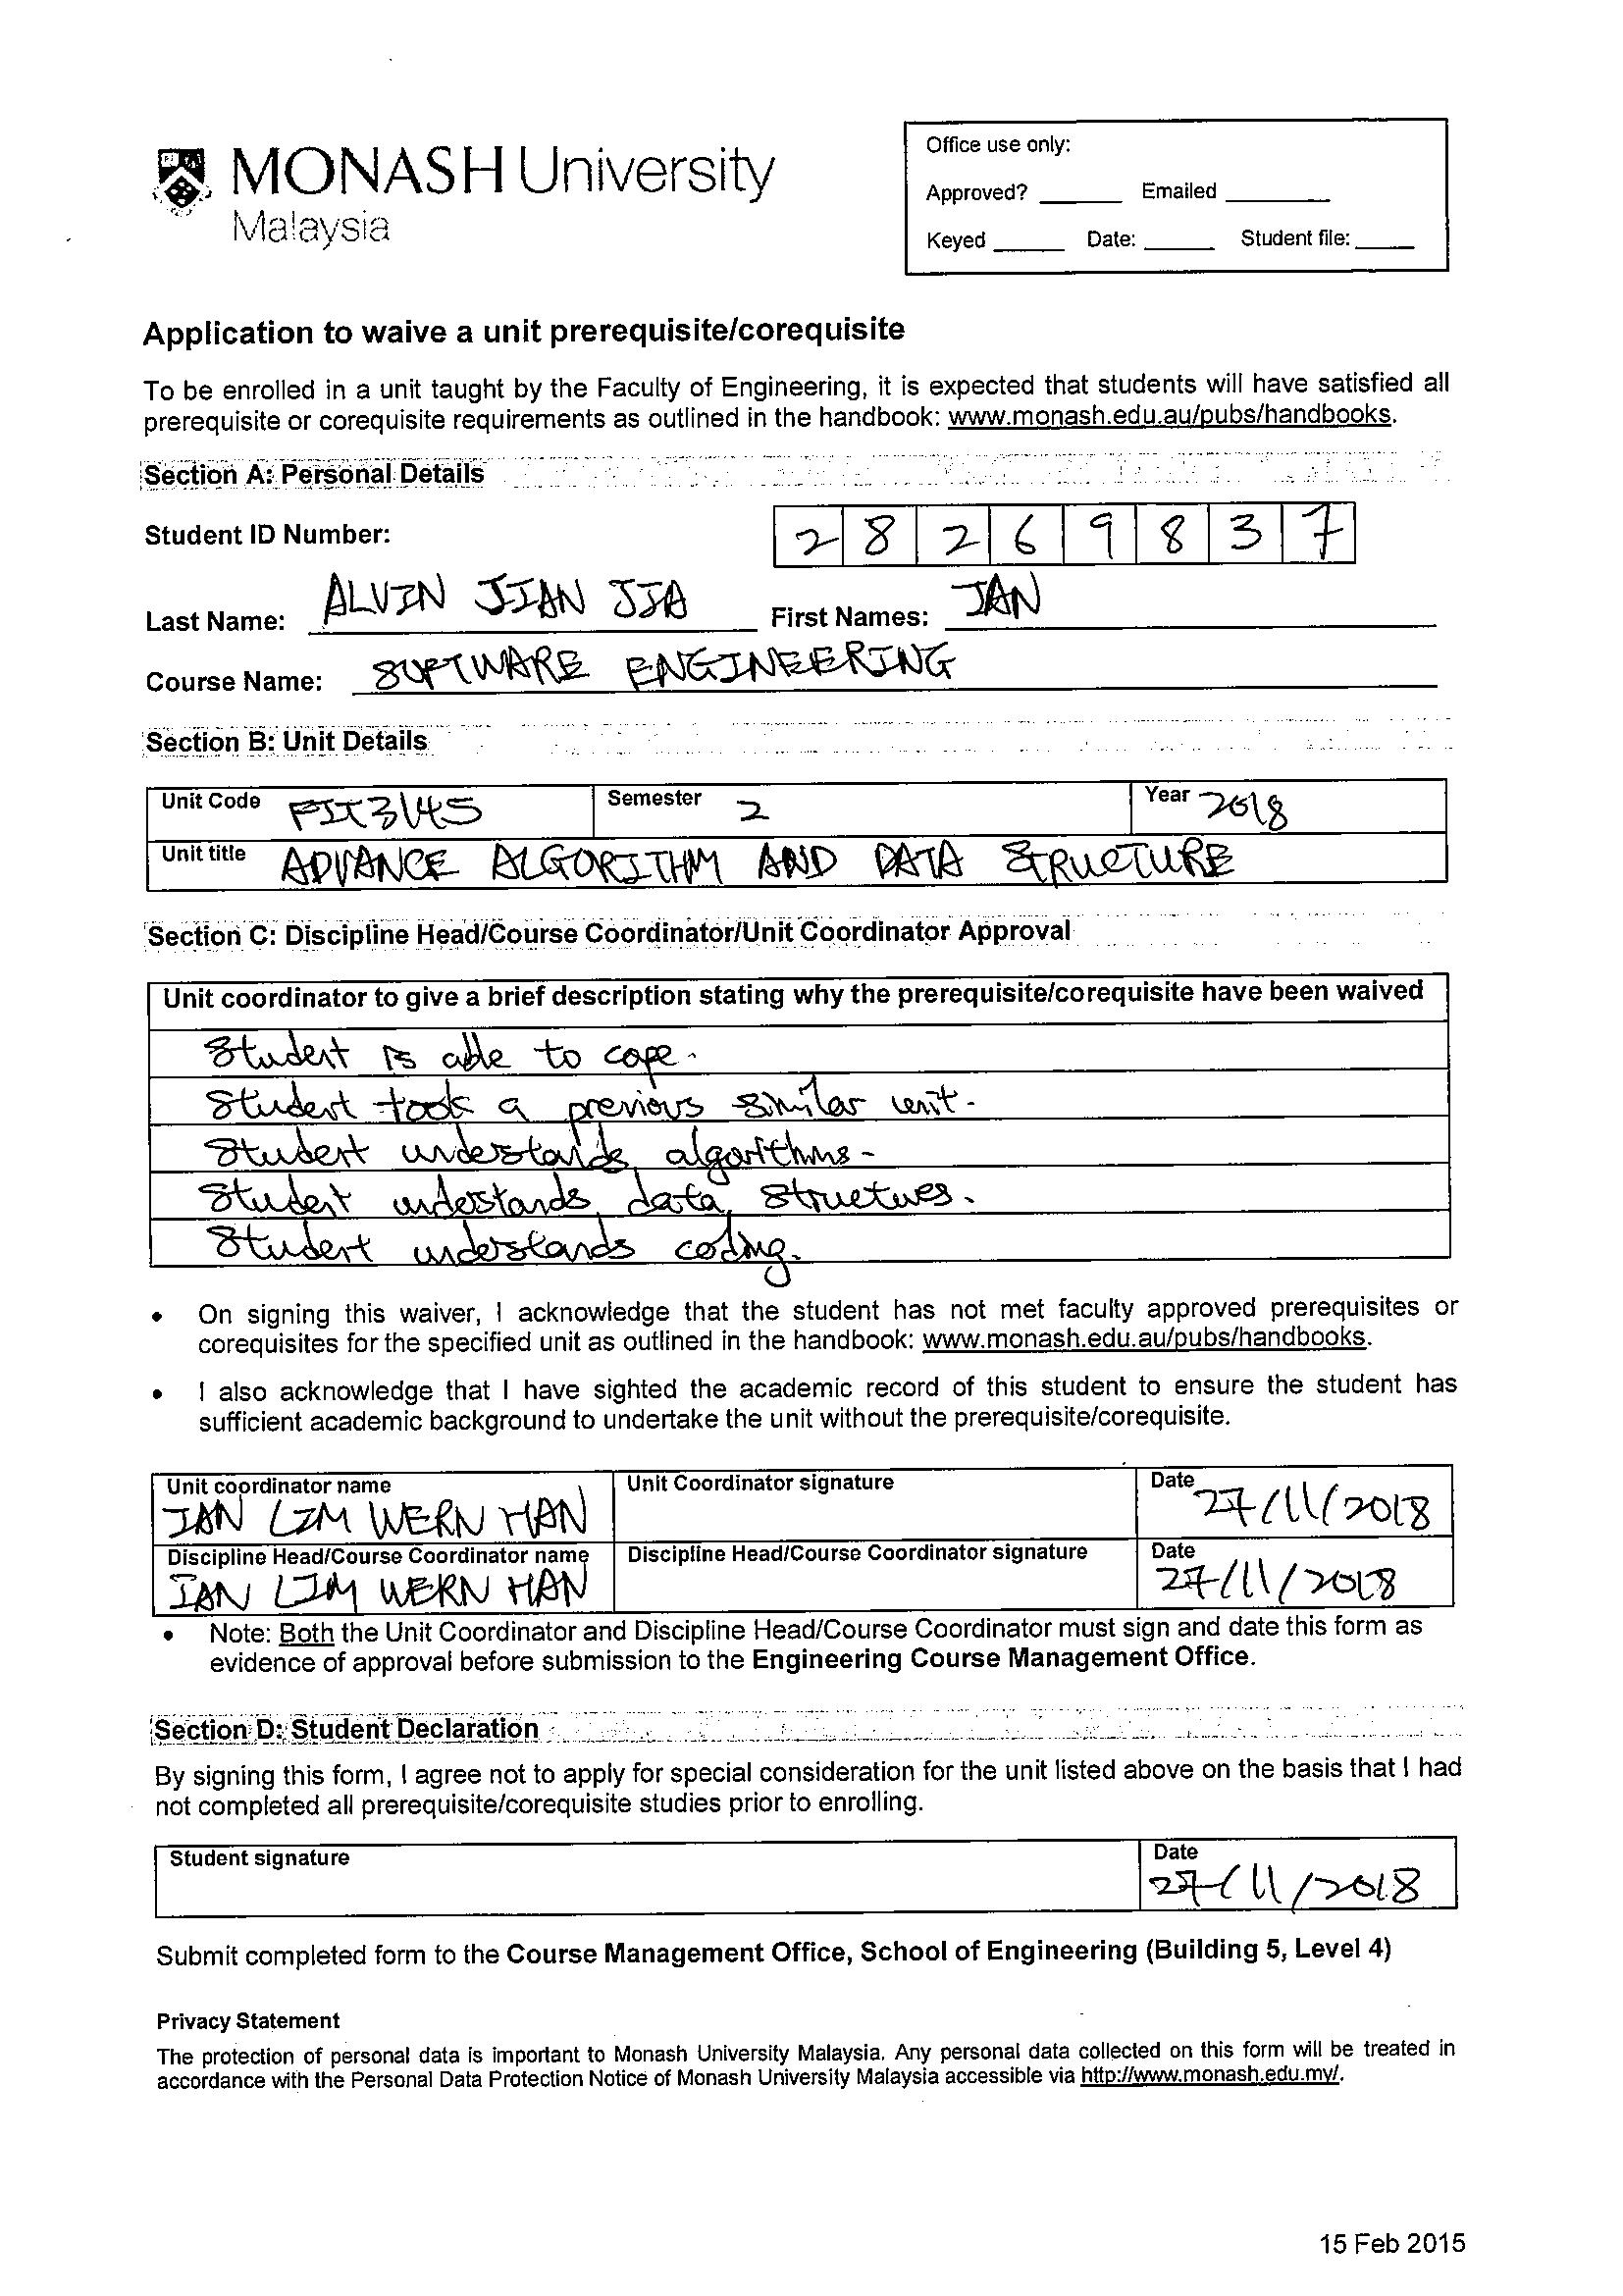 MONASH University
Malaysia
Office use only:
Approved? ______ Emailed ______
Keyed ______ Date: ______ Student file: ______
Application to waive a unit prerequisite/corequisite
To be enrolled in a unit taught by the Faculty of Engineering, it is expected that students will have satisfied all
prerequisite or corequisite requirements as outlined in the handbook: www.monash.edu.au/pubs/handbooks.
Section A: Personal Details
Student ID Number: 2 8 2 6 9 8 3 7
Last Name: ALVIN JIAN JIA First Names: JAN
Course Name: SOFTWARE ENGINEERING
Section B: Unit Details
Unit Code FIT3145 Semester 2 Year 2018
Unit title ADVANCE ALGORITHM AND DATA STRUCTURE
Section C: Discipline Head/Course Coordinator/Unit Coordinator Approval
Unit coordinator to give a brief description stating why the prerequisite/corequisite have been waived
Student is able to cope.
Student took a previous similar unit.
Student understands algorithms.
Student understands data structures.
Student understands coding.
• On signing this waiver, I acknowledge that the student has not met faculty approved prerequisites or
corequisites for the specified unit as outlined in the handbook: www.monash.edu.au/pubs/handbooks.
• I also acknowledge that I have sighted the academic record of this student to ensure the student has
sufficient academic background to undertake the unit without the prerequisite/corequisite.
Unit coordinator name Unit Coordinator signature Date
IAN LIM WERN HAN 27/11/2018
Discipline Head/Course Coordinator name Discipline Head/Course Coordinator signature Date
IAN LIM WERN HAN 27/11/2018
• Note: Both the Unit Coordinator and Discipline Head/Course Coordinator must sign and date this form as
evidence of approval before submission to the Engineering Course Management Office.
Section D: Student Declaration
By signing this form, I agree not to apply for special consideration for the unit listed above on the basis that I had
not completed all prerequisite/corequisite studies prior to enrolling.
Student signature Date
27/11/2018
Submit completed form to the Course Management Office, School of Engineering (Building 5, Level 4)
Privacy Statement
The protection of personal data is important to Monash University Malaysia. Any personal data collected on this form will be treated in
accordance with the Personal Data Protection Notice of Monash University Malaysia accessible via http://www.monash.edu.my/.
15 Feb 2015